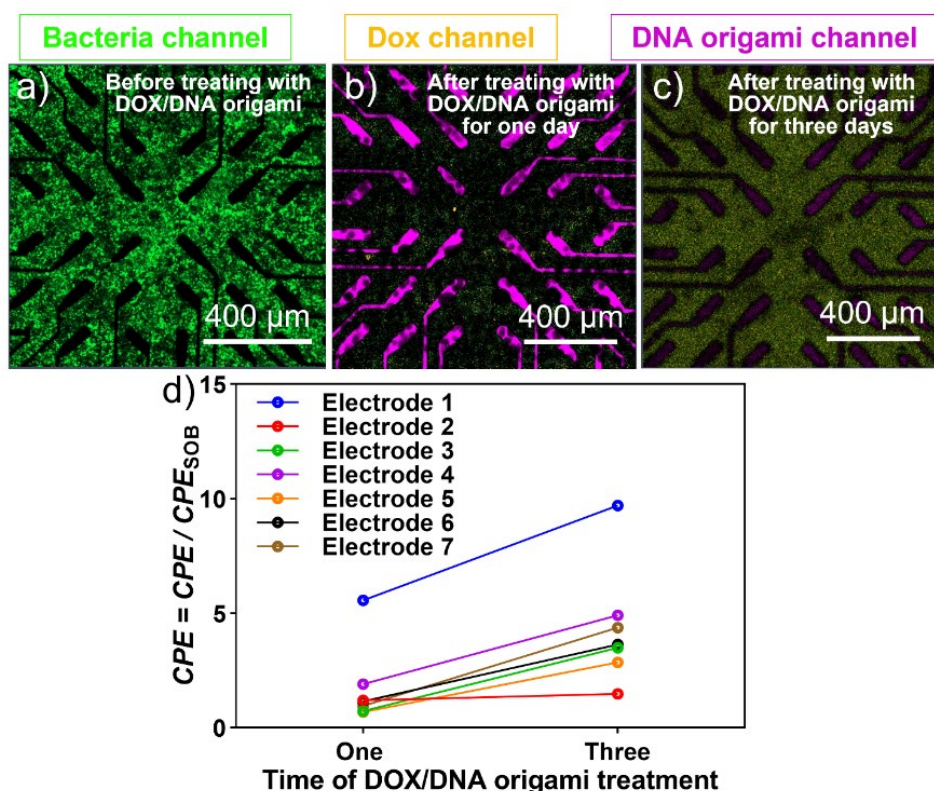 Bacteria channel
Dox channel
DNA origami channel
a)
Before treating with
DOX/DNA origami
400 µm
b)
After treating with
DOX/DNA origami
for one day
400 µm
c)
After treating with
DOX/DNA origami
for three days
400 µm
d)
15
10
5
0
CPE = CPE / CPE_SOB
Electrode 1
Electrode 2
Electrode 3
Electrode 4
Electrode 5
Electrode 6
Electrode 7
One
Three
Time of DOX/DNA origami treatment